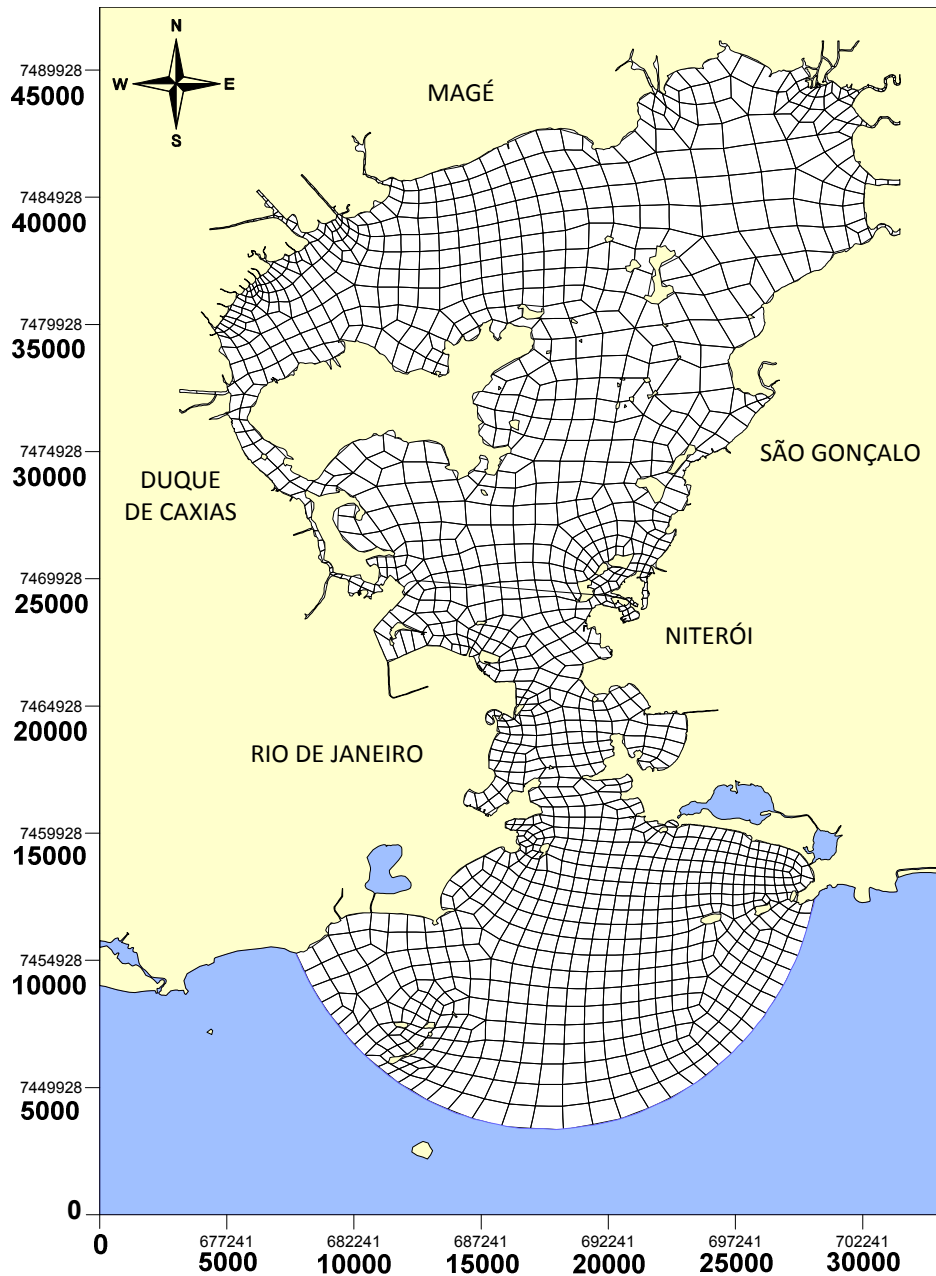 N
W E
S
7489928
45000
MAGÉ
7484928
40000
7479928
35000
7474928
30000
SÃO GONÇALO
DUQUE
DE CAXIAS
7469928
25000
NITERÓI
7464928
20000
RIO DE JANEIRO
7459928
15000
7454928
10000
7449928
5000
0
0
677241 682241 687241 692241 697241 702241
5000 10000 15000 20000 25000 30000